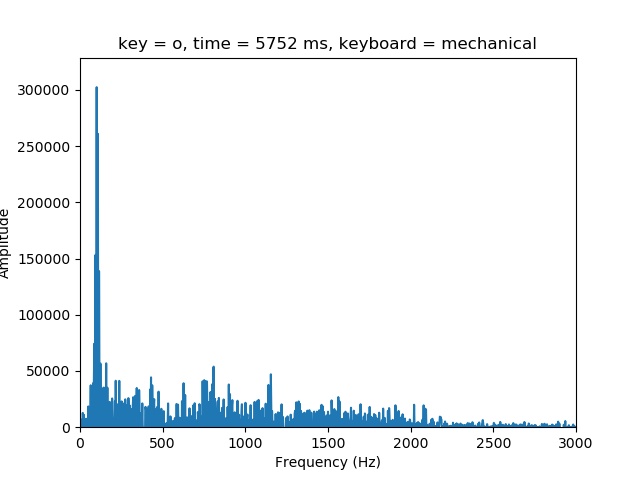 key = o, time = 5752 ms, keyboard = mechanical
300000
250000
200000
150000
100000
50000
0
Amplitude
0 500 1000 1500 2000 2500 3000
Frequency (Hz)